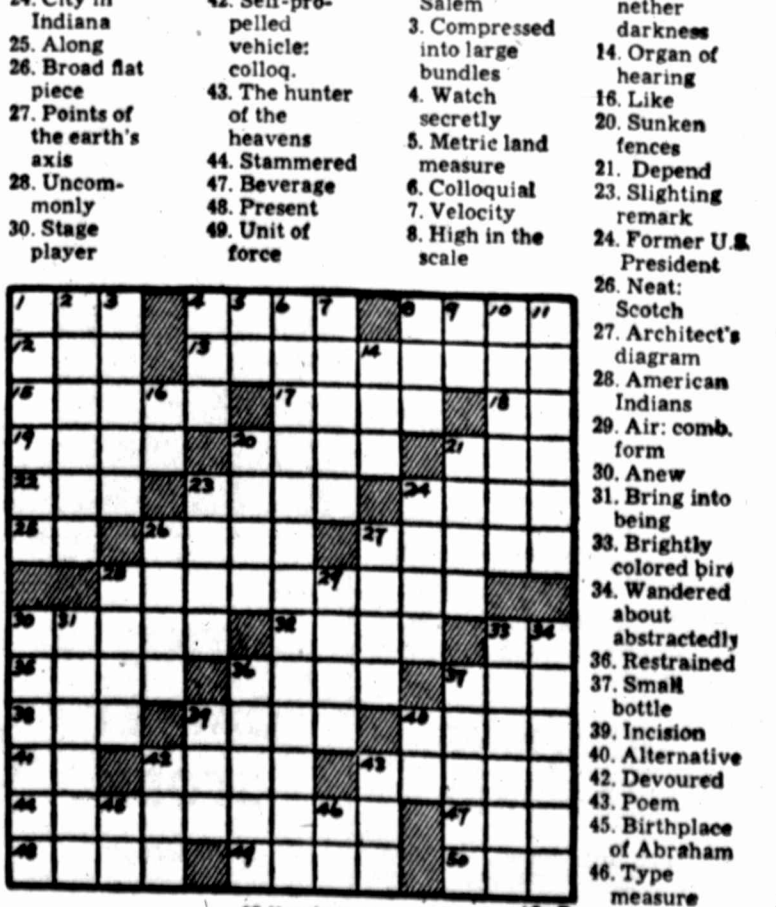 24. City in
Indiana
25. Along
26. Broad flat
piece
27. Points of
the earth's
axis
28. Uncom-
monly
30. Stage
player
42. Self-pro-
pelled
vehicle:
colloq.
43. The hunter
of the
heavens
44. Stammered
47. Beverage
48. Present
49. Unit of
force
Salem
3. Compressed
into large
bundles
4. Watch
secretly
5. Metric land
measure
6. Colloquial
7. Velocity
8. High in the
scale
nether
darkness
14. Organ of
hearing
16. Like
20. Sunken
fences
21. Depend
23. Slighting
remark
24. Former U.S.
President
26. Neat:
Scotch
27. Architect's
diagram
28. American
Indians
29. Air: comb.
form
30. Anew
31. Bring into
being
33. Brightly
colored bird
34. Wandered
about
abstractedly
36. Restrained
37. Small
bottle
39. Incision
40. Alternative
42. Devoured
43. Poem
45. Birthplace
of Abraham
46. Type
measure
1 2 3 4 5 6 7 8 9 10 11
12 13 14
15 16 17 18
19 20 21
22 23 24
25 26 27
28 29
30 31 32 33 34
35 36 37
38 39 40
41 42 43
44 45 46 47
48 49 50